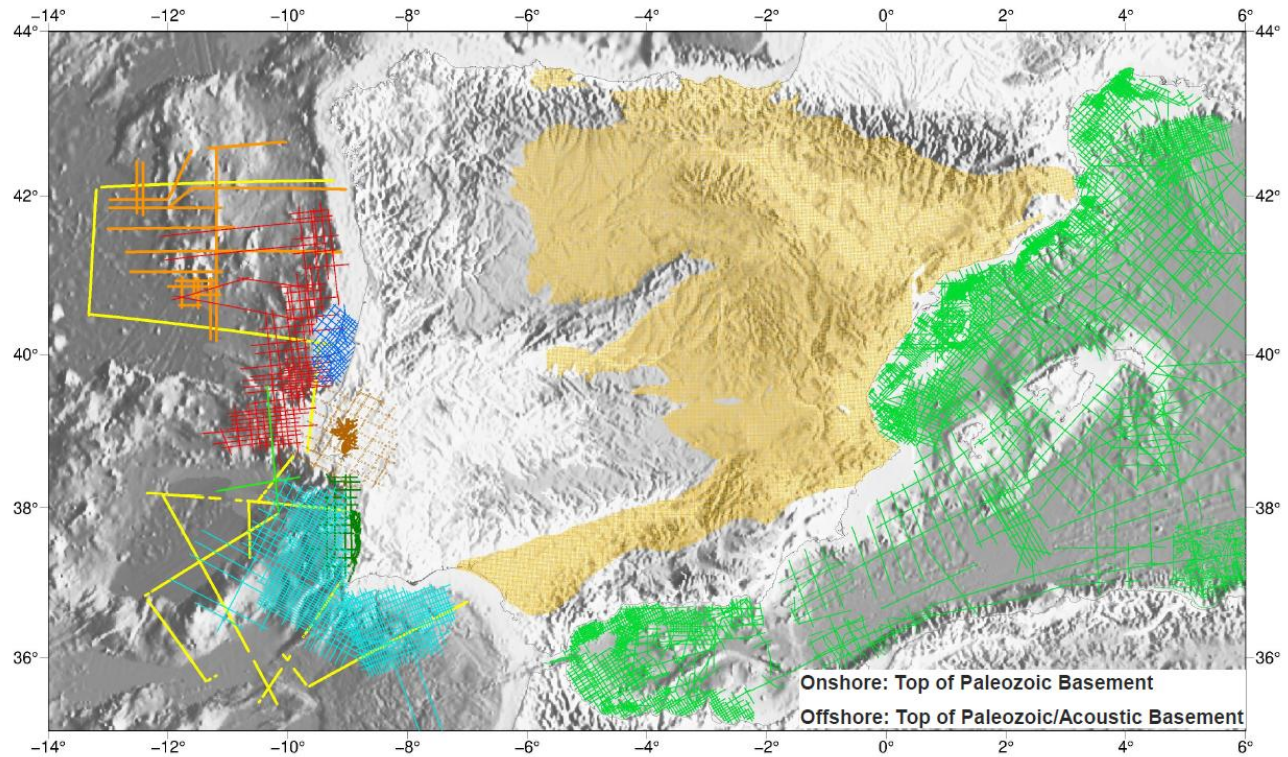 −14° −12° −10° −8° −6° −4° −2° 0° 2° 4° 6°
44° 44°
42° 42°
40° 40°
38° 38°
36° 36°
Onshore: Top of Paleozoic Basement
Offshore: Top of Paleozoic/Acoustic Basement
−14° −12° −10° −8° −6° −4° −2° 0° 2° 4° 6°